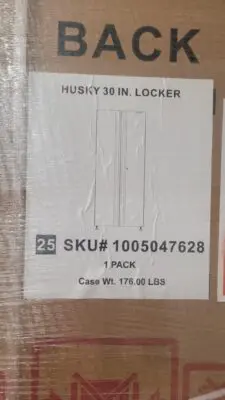 BACK
HUSKY 30 IN. LOCKER
25 SKU# 1005047628
1 PACK
Case Wt. 176.00 LBS